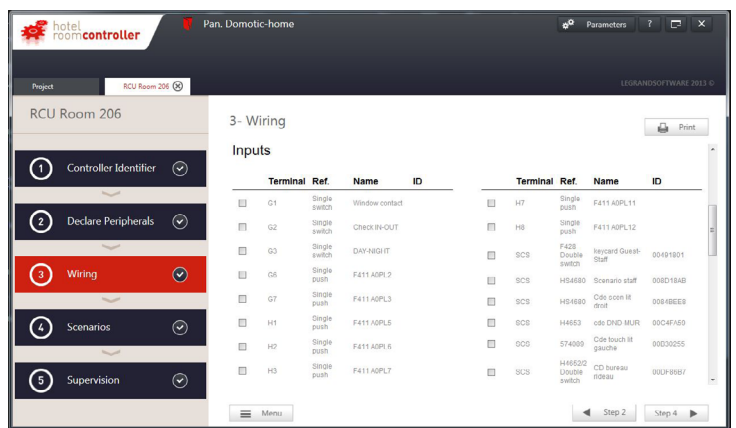 hotel
roomcontroller
Pan. Domotic-home
Parameters ?
Project
RCU Room 206
LEGRANDSOFTWARE 2013 ©
RCU Room 206
1 Controller Identifier
2 Declare Peripherals
3 Wiring
4 Scenarios
5 Supervision
3- Wiring
Print
Inputs
Terminal Ref. Name ID
G1 Single switch Window contact
G2 Single switch Check IN-OUT
G3 Single switch DAY-NIGHT
G6 Single push F411 A0PL2
G7 Single push F411 A0PL3
H1 Single push F411 A0PL5
H2 Single push F411 A0PL6
H3 Single push F411 A0PL7
Terminal Ref. Name ID
H7 Single push F411 A0PL11
H8 Single push F411 A0PL12
SCS F428 Double switch keycard Guest-Staff 00491801
SCS HS4680 Scenario staff 008D18AB
SCS HS4680 Cde scen lit droit 0084BEE8
SCS H4653 cde DND MUR 00C4FA50
SCS 574009 Cde touch lit gauche 00D30255
SCS H4652/2 Double switch CD bureau rideau 00DF86B7
Menu
Step 2
Step 4